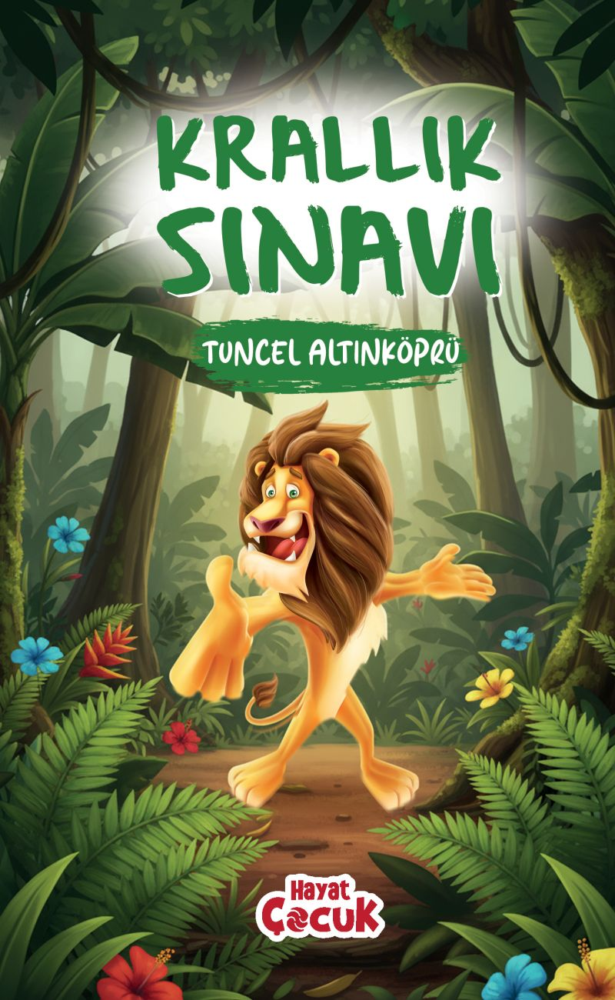 KRALLIK
SINAVI
TUNCEL ALTINKÖPRÜ
Hayat
Çocuk